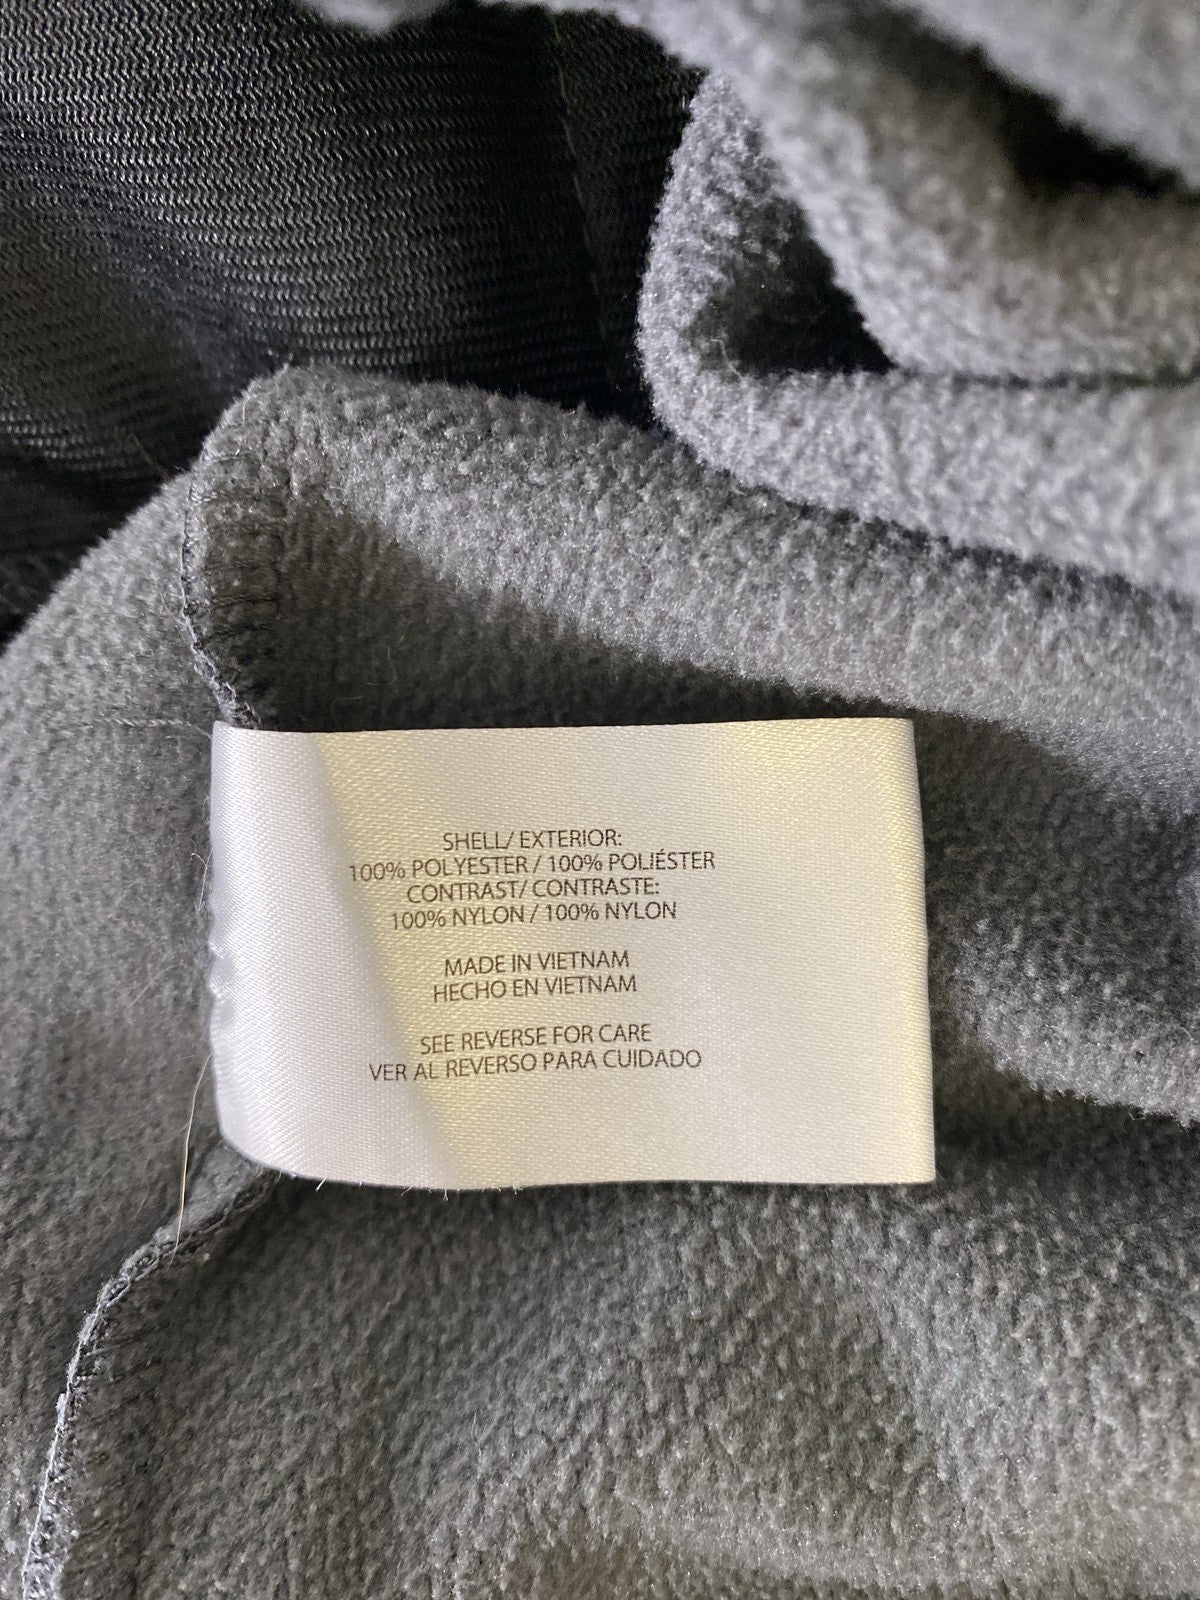 SHELL/ EXTERIOR:
100% POLYESTER / 100% POLIÉSTER
CONTRAST/ CONTRASTE:
100% NYLON / 100% NYLON
MADE IN VIETNAM
HECHO EN VIETNAM
SEE REVERSE FOR CARE
VER AL REVERSO PARA CUIDADO